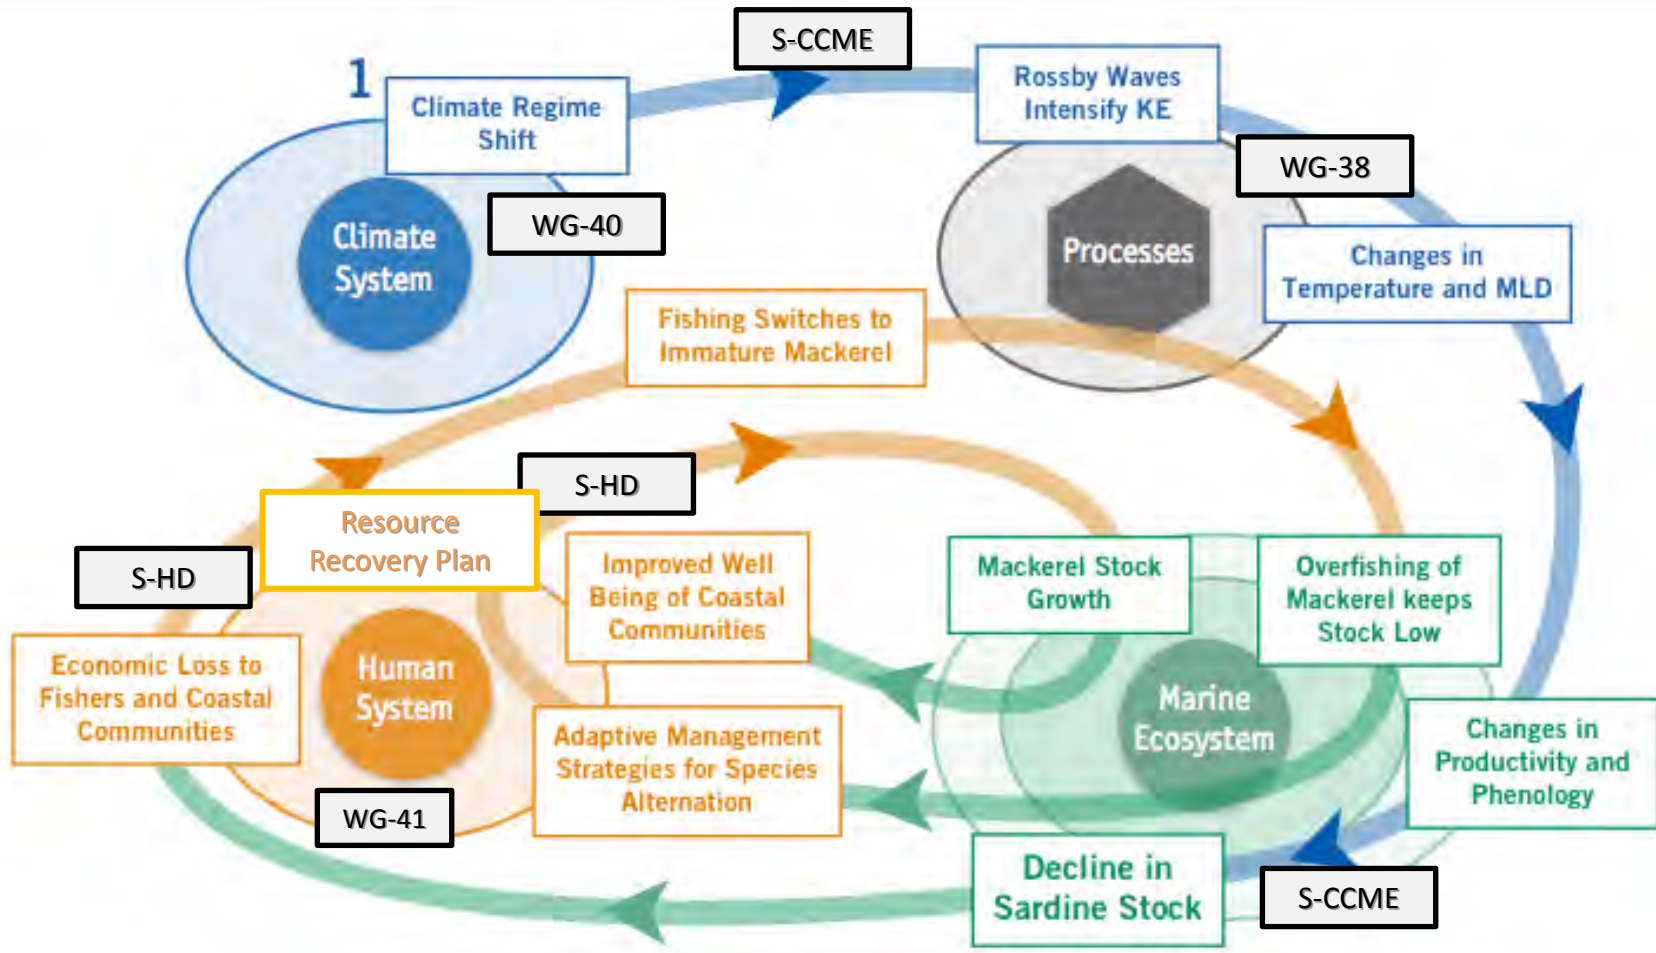 S-CCME
1
Climate Regime
Shift
Rossby Waves
Intensify KE
WG-38
WG-40
Climate
System
Processes
Changes in
Temperature and MLD
Fishing Switches to
Immature Mackerel
S-HD
Resource
Recovery Plan
S-HD
Improved Well
Being of Coastal
Communities
Mackerel Stock
Growth
Overfishing of
Mackerel keeps
Stock Low
Economic Loss to
Fishers and Coastal
Communities
Human
System
Marine
Ecosystem
Adaptive Management
Strategies for Species
Alternation
Changes in
Productivity and
Phenology
WG-41
Decline in
Sardine Stock
S-CCME